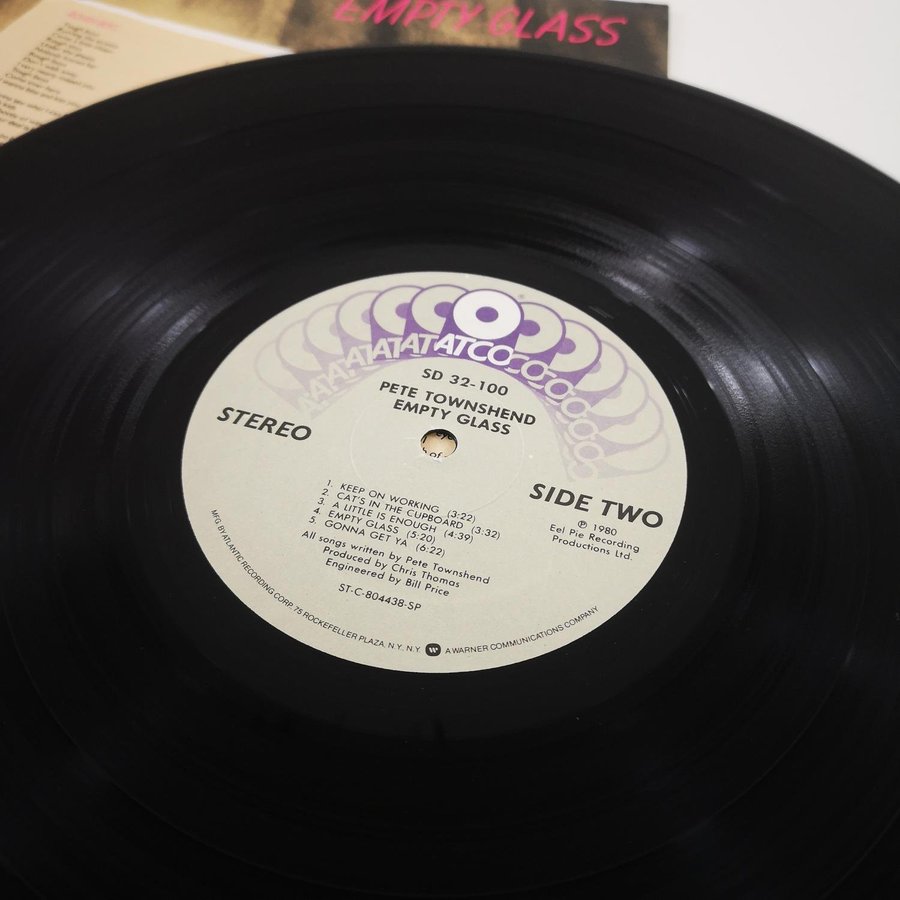 EMPTY GLASS
ATCO
SD 32-100
PETE TOWNSHEND
EMPTY GLASS
STEREO
SIDE TWO
℗ 1980
Eel Pie Recording
Productions Ltd.
1. KEEP ON WORKING (3:22)
2. CAT'S IN THE CUPBOARD (3:32)
3. A LITTLE IS ENOUGH (4:39)
4. EMPTY GLASS (5:20)
5. GONNA GET YA (6:22)
All songs written by Pete Townshend
Produced by Chris Thomas
Engineered by Bill Price
ST-C-804438-SP
MFG BY ATLANTIC RECORDING CORP. 75 ROCKEFELLER PLAZA, N.Y. N.Y. A WARNER COMMUNICATIONS COMPANY